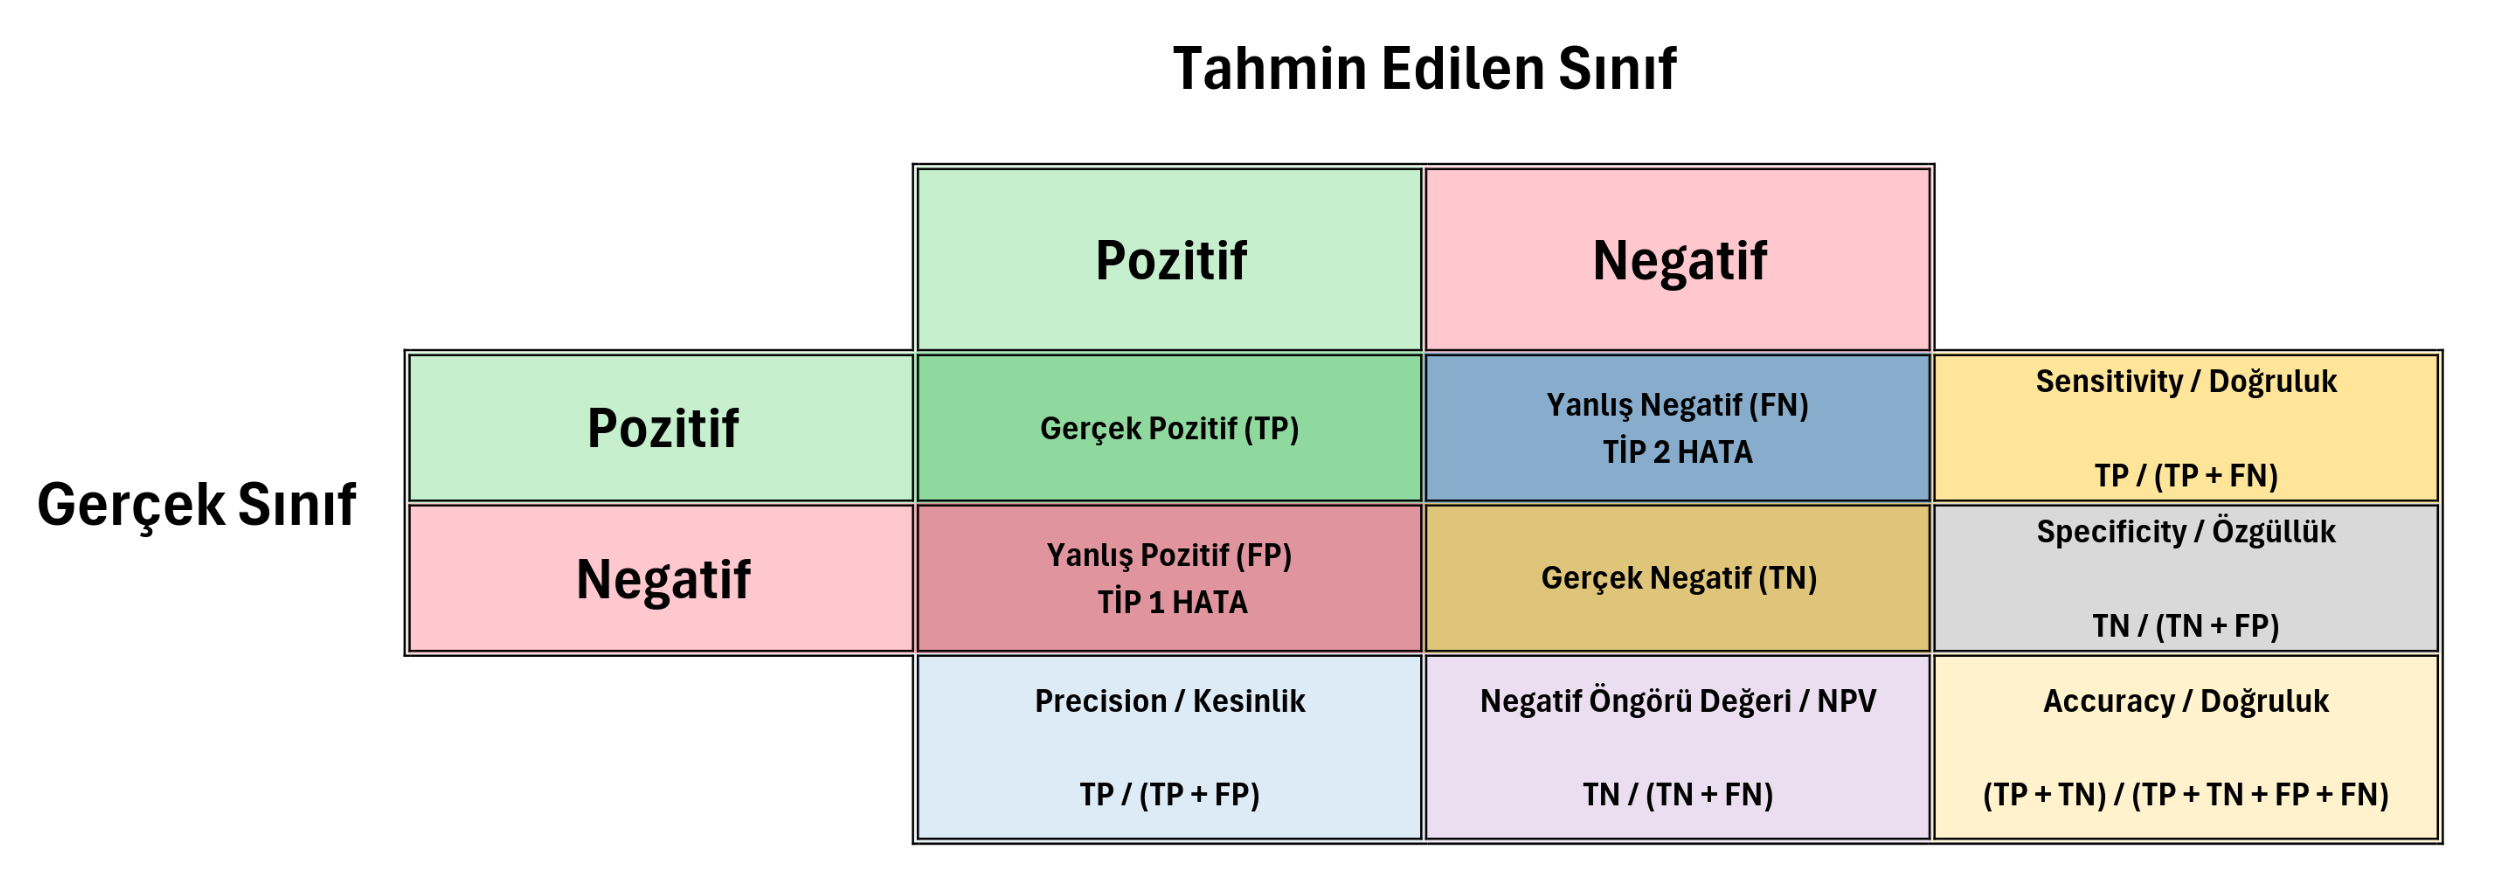 Tahmin Edilen Sınıf
Pozitif
Negatif
Gerçek Sınıf
Pozitif
Gerçek Pozitif (TP)
Yanlış Negatif (FN)
TİP 2 HATA
Sensitivity / Doğruluk
TP / (TP + FN)
Negatif
Yanlış Pozitif (FP)
TİP 1 HATA
Gerçek Negatif (TN)
Specificity / Özgüllük
TN / (TN + FP)
Precision / Kesinlik
TP / (TP + FP)
Negatif Öngörü Değeri / NPV
TN / (TN + FN)
Accuracy / Doğruluk
(TP + TN) / (TP + TN + FP + FN)